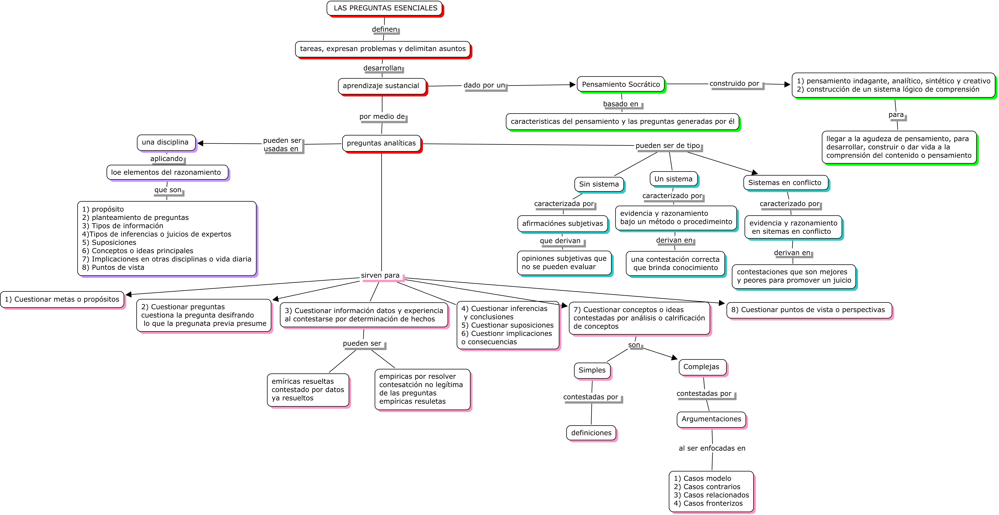 LAS PREGUNTAS ESENCIALES
definen
tareas, expresan problemas y delimitan asuntos
desarrollan
aprendizaje sustancial
dado por un
Pensamiento Socrático
construido por
1) pensamiento indagante, analítico, sintético y creativo
2) construcción de un sistema lógico de comprensión
basado en
caracteristicas del pensamiento y las preguntas generadas por él
para
llegar a la agudeza de pensamiento, para
desarrollar, construir o dar vida a la
comprensión del contenido o pensamiento
por medio de
preguntas analíticas
pueden ser
usadas en
una disciplina
aplicando
loe elementos del razonamiento
que son
1) propósito
2) planteamiento de preguntas
3) Tipos de información
4)Tipos de inferencias o juicios de expertos
5) Suposiciones
6) Conceptos o ideas principales
7) Implicaciones en otras disciplinas o vida diaria
8) Puntos de vista
pueden ser de tipo
Sin sistema
caracterizada por
afirmaciónes subjetivas
que derivan
opiniones subjetivas que
no se pueden evaluar
Un sistema
caracterizado por
evidencia y razonamiento
bajo un método o procedimeinto
derivan en
una contestación correcta
que brinda conocimiento
Sistemas en conflicto
caracterizado por
evidencia y razonamiento
en sitemas en conflicto
derivan en
contestaciones que son mejores
y peores para promover un juicio
sirven para
1) Cuestionar metas o propósitos
2) Cuestionar preguntas
cuestiona la pregunta desifrando
lo que la pregunata previa presume
3) Cuestionar información datos y experiencia
al contestarse por determinación de hechos
pueden ser
emíricas resueltas
contestado por datos
ya resueltos
empiricas por resolver
contesatción no legítima
de las preguntas
empíricas resuletas
4) Cuestionar inferencias
y conclusiones
5) Cuestionar suposiciones
6) Cuestionr implicaciones
o consecuencias
7) Cuestionar conceptos o ideas
contestadas por análisis o calrificación
de conceptos
son
Simples
contestadas por
definiciones
Complejas
contestadas por
Argumentaciones
al ser enfocadas en
1) Casos modelo
2) Casos contrarios
3) Casos relacionados
4) Casos fronterizos
8) Cuestionar puntos de vista o perspectivas